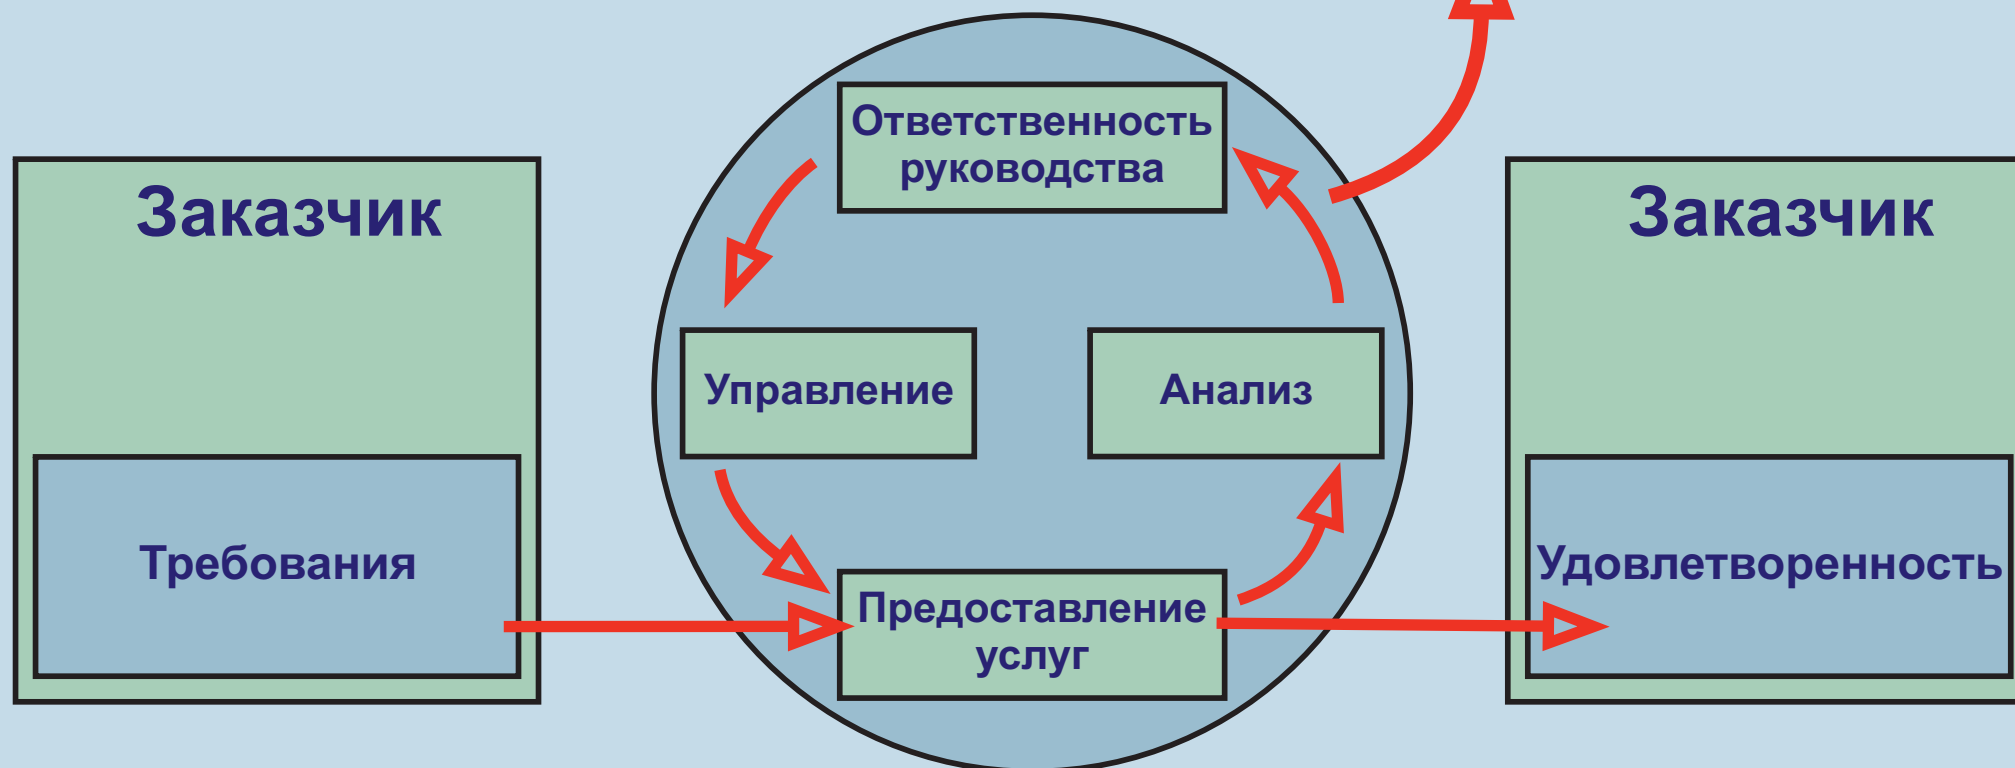 Ответственность
руководства
Заказчик
Заказчик
Управление
Анализ
Требования
Удовлетворенность
Предоставление
услуг